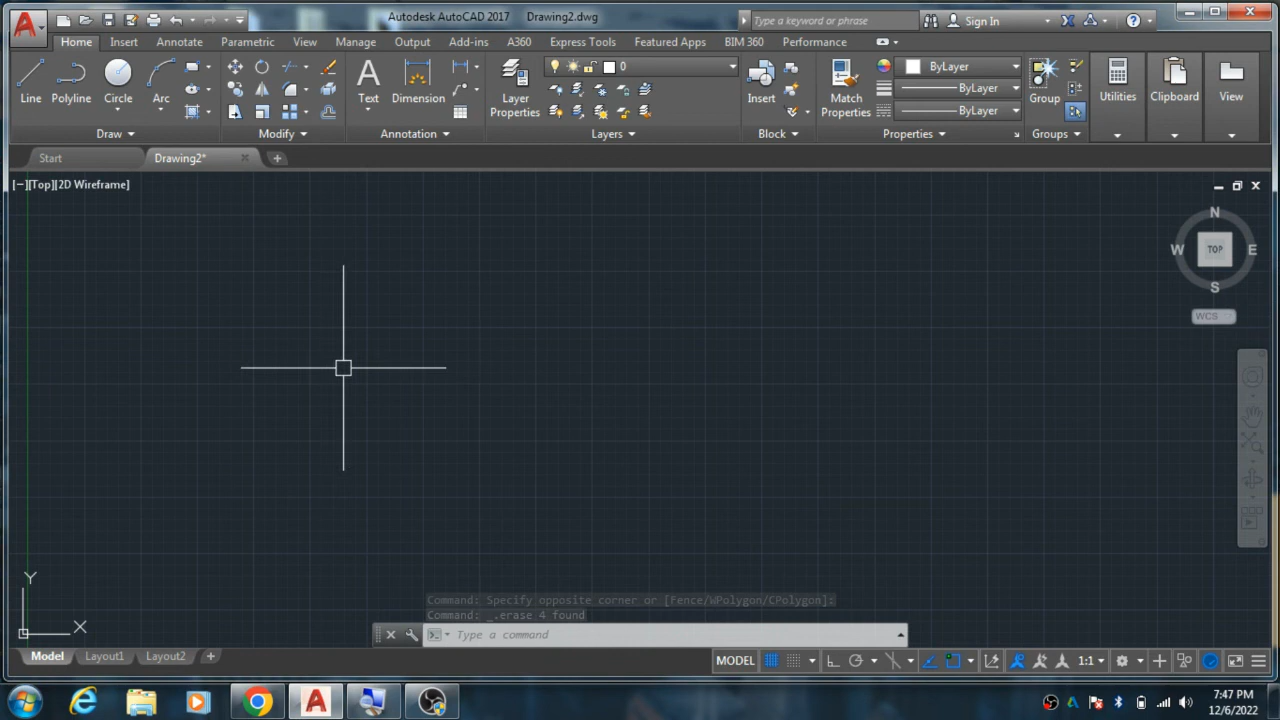 Autodesk AutoCAD 2017 Drawing2.dwg
Type a keyword or phrase
Sign In
Home Insert Annotate Parametric View Manage Output Add-ins A360 Express Tools Featured Apps BIM 360 Performance
0
ByLayer
ByLayer
ByLayer
Line Polyline Circle Arc
Text Dimension
Layer
Properties
Insert
Match
Properties
Group
Utilities
Clipboard
View
Draw Modify Annotation Layers Block Properties Groups
Start Drawing2*
[−][Top][2D Wireframe]
N
W TOP E
S
WCS
Y
X
Command: Specify opposite corner or [Fence/WPolygon/CPolygon]:
Command: _.erase 4 found
Type a command
Model Layout1 Layout2
MODEL 1:1
7:47 PM
12/6/2022